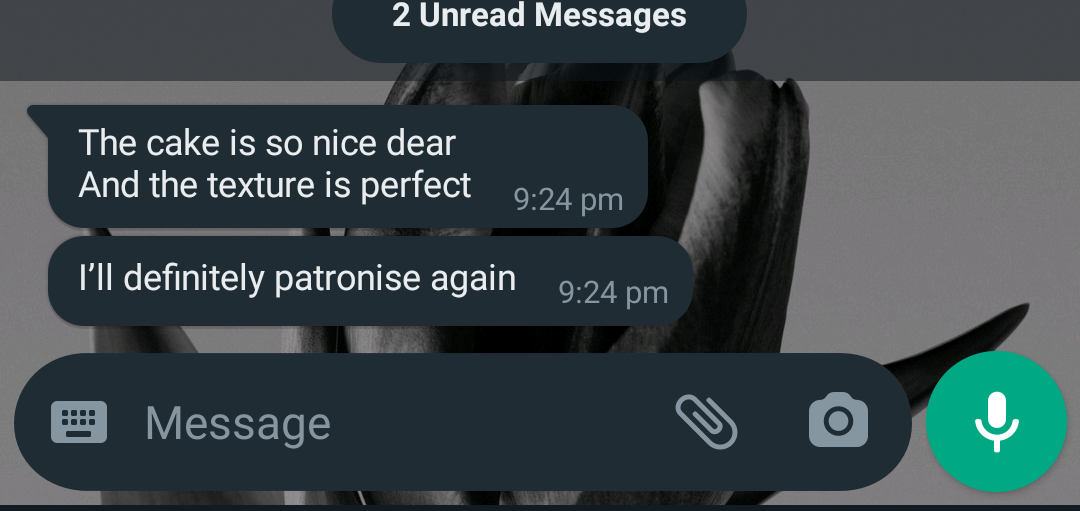 2 Unread Messages
The cake is so nice dear
And the texture is perfect
9:24 pm
I’ll definitely patronise again
9:24 pm
Message